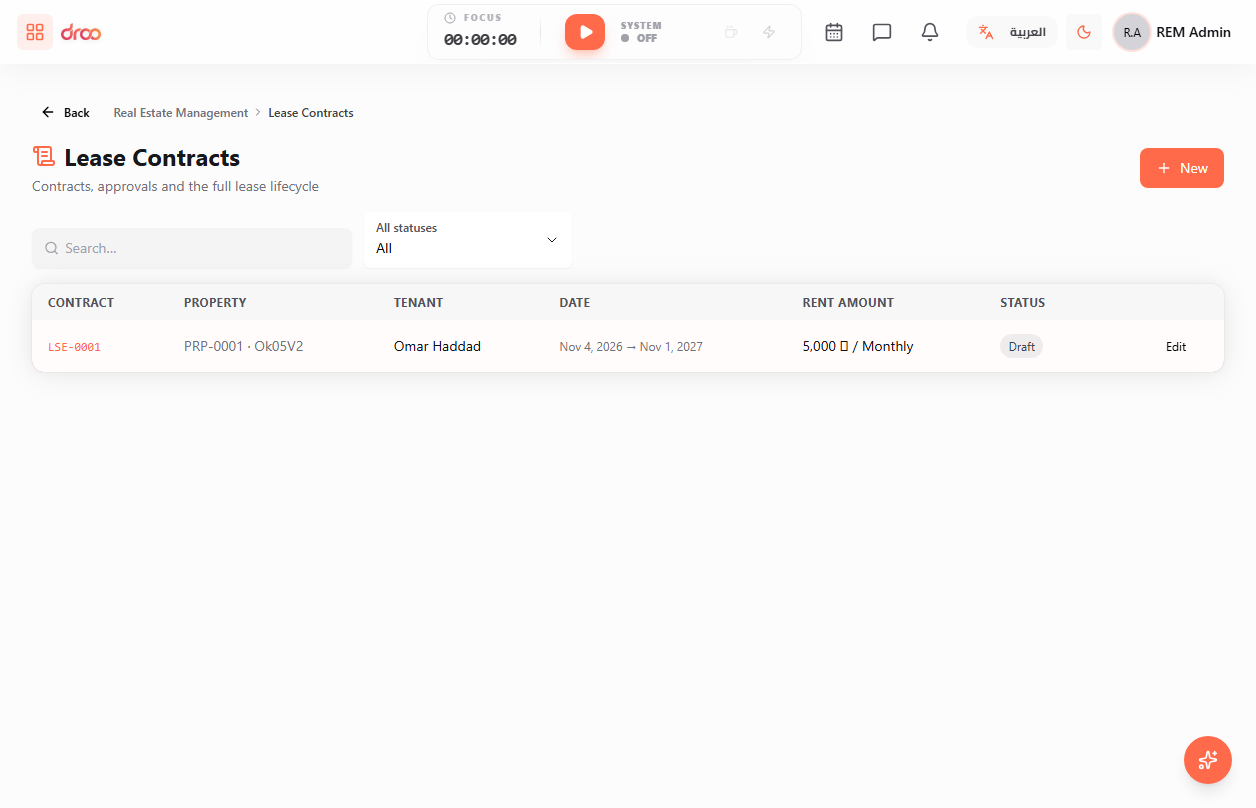 droo
FOCUS
00:00:00
SYSTEM
OFF
العربية
R.A
REM Admin
Back
Real Estate Management > Lease Contracts
Lease Contracts
Contracts, approvals and the full lease lifecycle
+ New
Search...
All statuses
All
CONTRACT PROPERTY TENANT DATE RENT AMOUNT STATUS
LSE-0001 PRP-0001 · Ok05V2 Omar Haddad Nov 4, 2026 → Nov 1, 2027 5,000 / Monthly Draft Edit